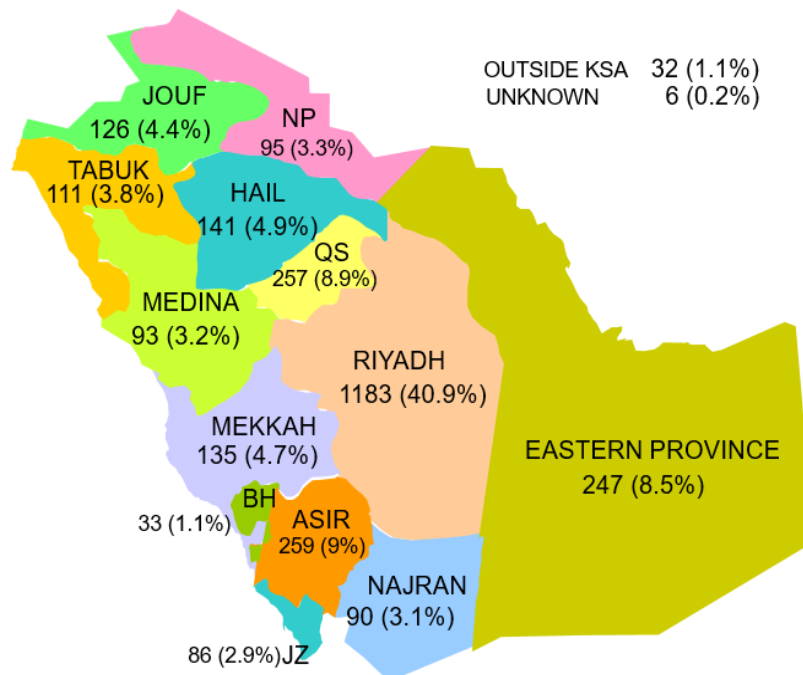 OUTSIDE KSA 32 (1.1%)
UNKNOWN 6 (0.2%)
JOUF
126 (4.4%)
NP
95 (3.3%)
TABUK
111 (3.8%)
HAIL
141 (4.9%)
QS
257 (8.9%)
MEDINA
93 (3.2%)
RIYADH
1183 (40.9%)
MEKKAH
135 (4.7%)
EASTERN PROVINCE
247 (8.5%)
BH
33 (1.1%)
ASIR
259 (9%)
NAJRAN
90 (3.1%)
86 (2.9%)JZ